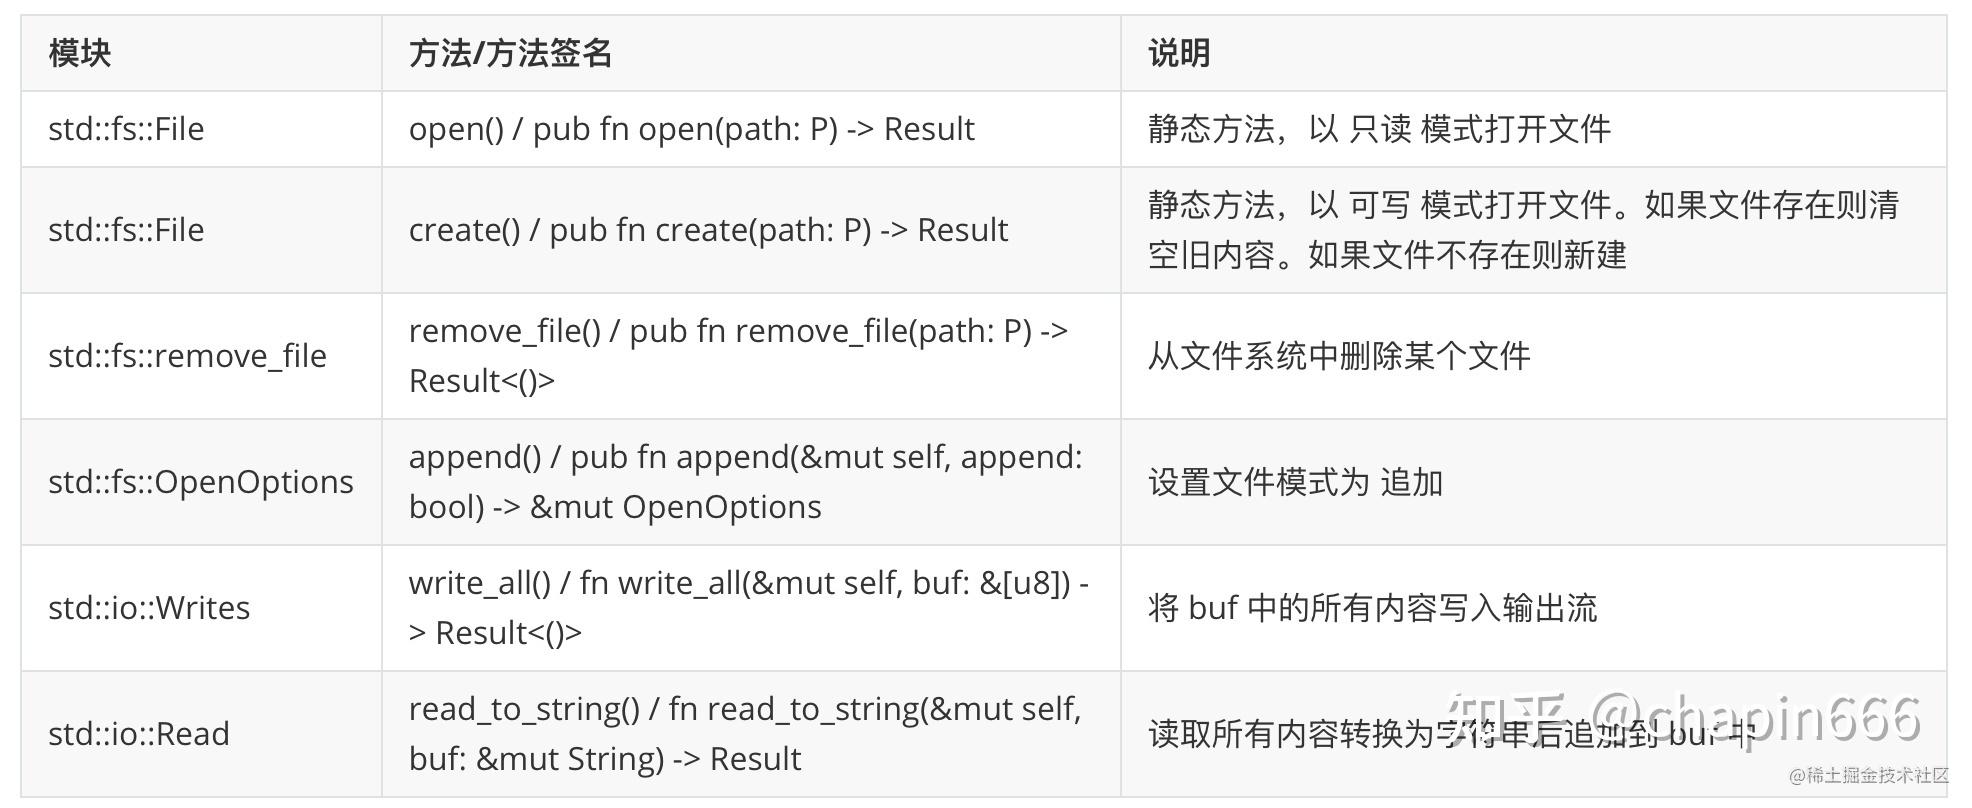 模块 方法/方法签名 说明
std::fs::File open() / pub fn open(path: P) -> Result 静态方法，以 只读 模式打开文件
std::fs::File create() / pub fn create(path: P) -> Result 静态方法，以 可写 模式打开文件。如果文件存在则清
空旧内容。如果文件不存在则新建
std::fs::remove_file remove_file() / pub fn remove_file(path: P) ->
Result<()> 从文件系统中删除某个文件
std::fs::OpenOptions append() / pub fn append(&mut self, append:
bool) -> &mut OpenOptions 设置文件模式为 追加
std::io::Writes write_all() / fn write_all(&mut self, buf: &[u8]) -
> Result<()> 将 buf 中的所有内容写入输出流
std::io::Read read_to_string() / fn read_to_string(&mut self,
buf: &mut String) -> Result 读取所有内容转换为字符串后追加到 buf 中
知乎 @chapin666
@稀土掘金技术社区